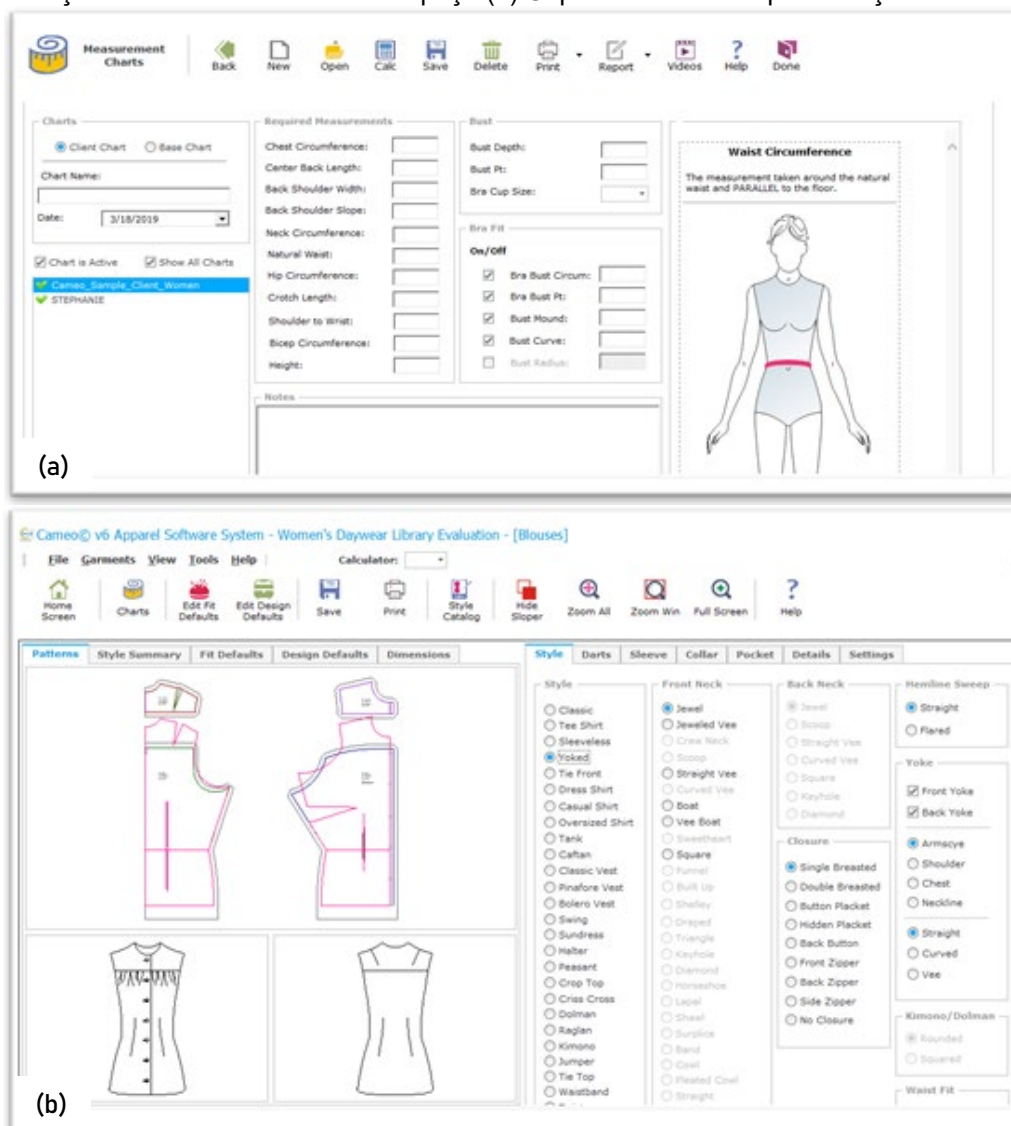 Measurement
Charts
Back
New
Open
Calc
Save
Delete
Print
Report
Videos
Help
Done
Charts
Client Chart
Base Chart
Chart Name:
Date:
3/18/2019
Chart is Active
Show All Charts
Cameo_Sample_Client_Women
STEPHANIE
Required Measurements
Chest Circumference:
Center Back Length:
Back Shoulder Width:
Back Shoulder Slope:
Neck Circumference:
Natural Waist:
Hip Circumference:
Crotch Length:
Shoulder to Wrist:
Bicep Circumference:
Height:
Bust
Bust Depth:
Bust Pt:
Bra Cup Size:
Bra Fit
On/Off
Bra Bust Circum:
Bra Bust Pt:
Bust Mound:
Bust Curve:
Bust Radius:
Notes
Waist Circumference
The measurement taken around the natural
waist and PARALLEL to the floor.
(a)
Cameo© v6 Apparel Software System - Women's Daywear Library Evaluation - [Blouses]
File Garments View Tools Help
Calculator:
Home
Screen
Charts
Edit Fit
Defaults
Edit Design
Defaults
Save
Print
Style
Catalog
Hide
Sloper
Zoom All
Zoom Win
Full Screen
Help
Patterns
Style Summary
Fit Defaults
Design Defaults
Dimensions
Style
Darts
Sleeve
Collar
Pocket
Details
Settings
Style
Classic
Tee Shirt
Sleeveless
Yoked
Tie Front
Dress Shirt
Casual Shirt
Oversized Shirt
Tank
Caftan
Classic Vest
Pinafore Vest
Bolero Vest
Swing
Sundress
Halter
Peasant
Crop Top
Criss Cross
Dolman
Raglan
Kimono
Jumper
Tie Top
Waistband
Front Neck
Jewel
Jeweled Vee
Crew Neck
Scoop
Straight Vee
Curved Vee
Boat
Vee Boat
Sweetheart
Square
Funnel
Built Up
Shelley
Draped
Triangle
Keyhole
Diamond
Horseshoe
Lapel
Shawl
Surplice
Band
Cowl
Pleated Cowl
Straight
Back Neck
Jewel
Scoop
Straight Vee
Curved Vee
Square
Keyhole
Diamond
Closure
Single Breasted
Double Breasted
Button Placket
Hidden Placket
Back Button
Front Zipper
Back Zipper
Side Zipper
No Closure
Hemline Sweep
Straight
Flared
Yoke
Front Yoke
Back Yoke
Armscye
Shoulder
Chest
Neckline
Straight
Curved
Vee
Kimono/Dolman
Rounded
Squared
Waist Fit
(b)